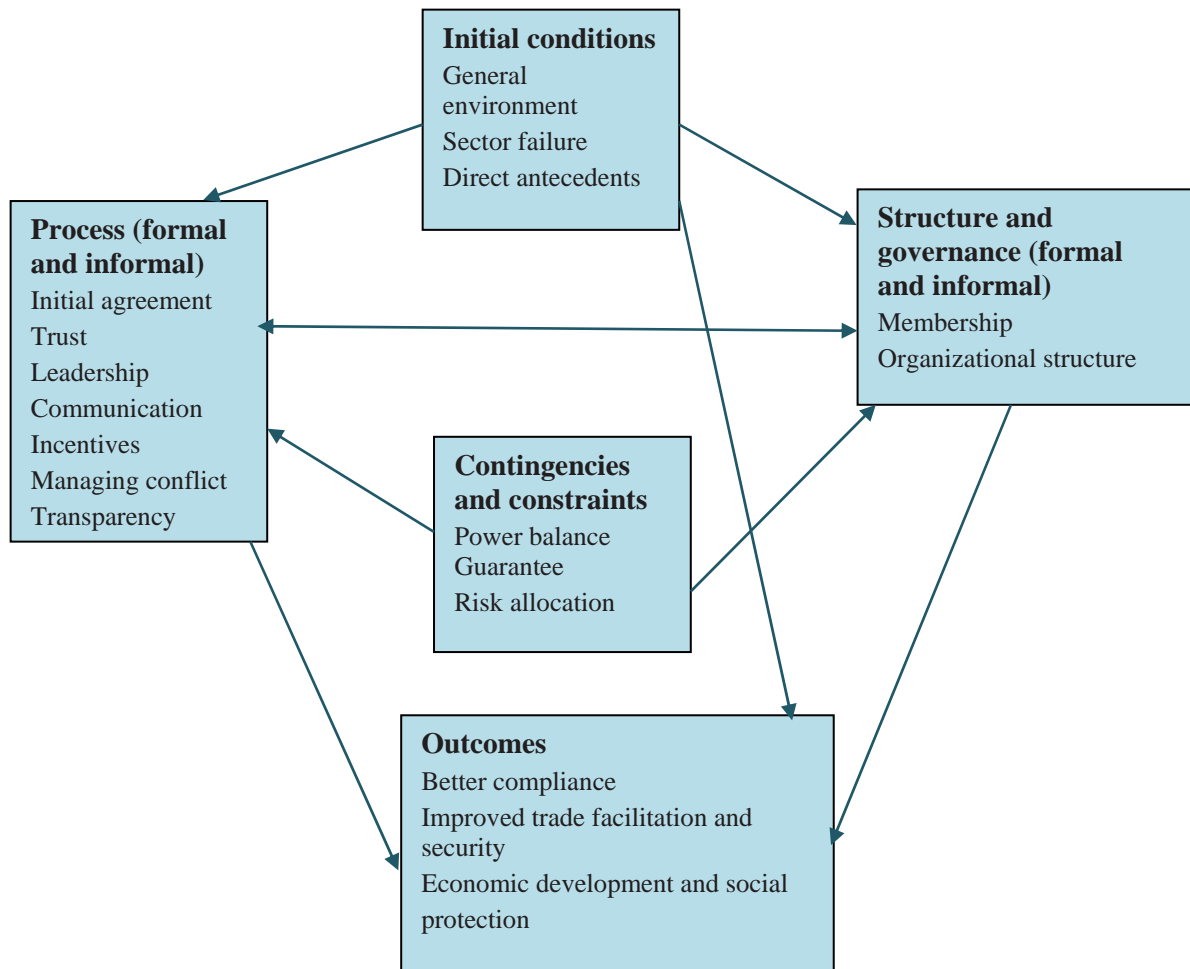 Initial conditions
General
environment
Sector failure
Direct antecedents
Process (formal
and informal)
Initial agreement
Trust
Leadership
Communication
Incentives
Managing conflict
Transparency
Structure and
governance (formal
and informal)
Membership
Organizational structure
Contingencies
and constraints
Power balance
Guarantee
Risk allocation
Outcomes
Better compliance
Improved trade facilitation and
security
Economic development and social
protection